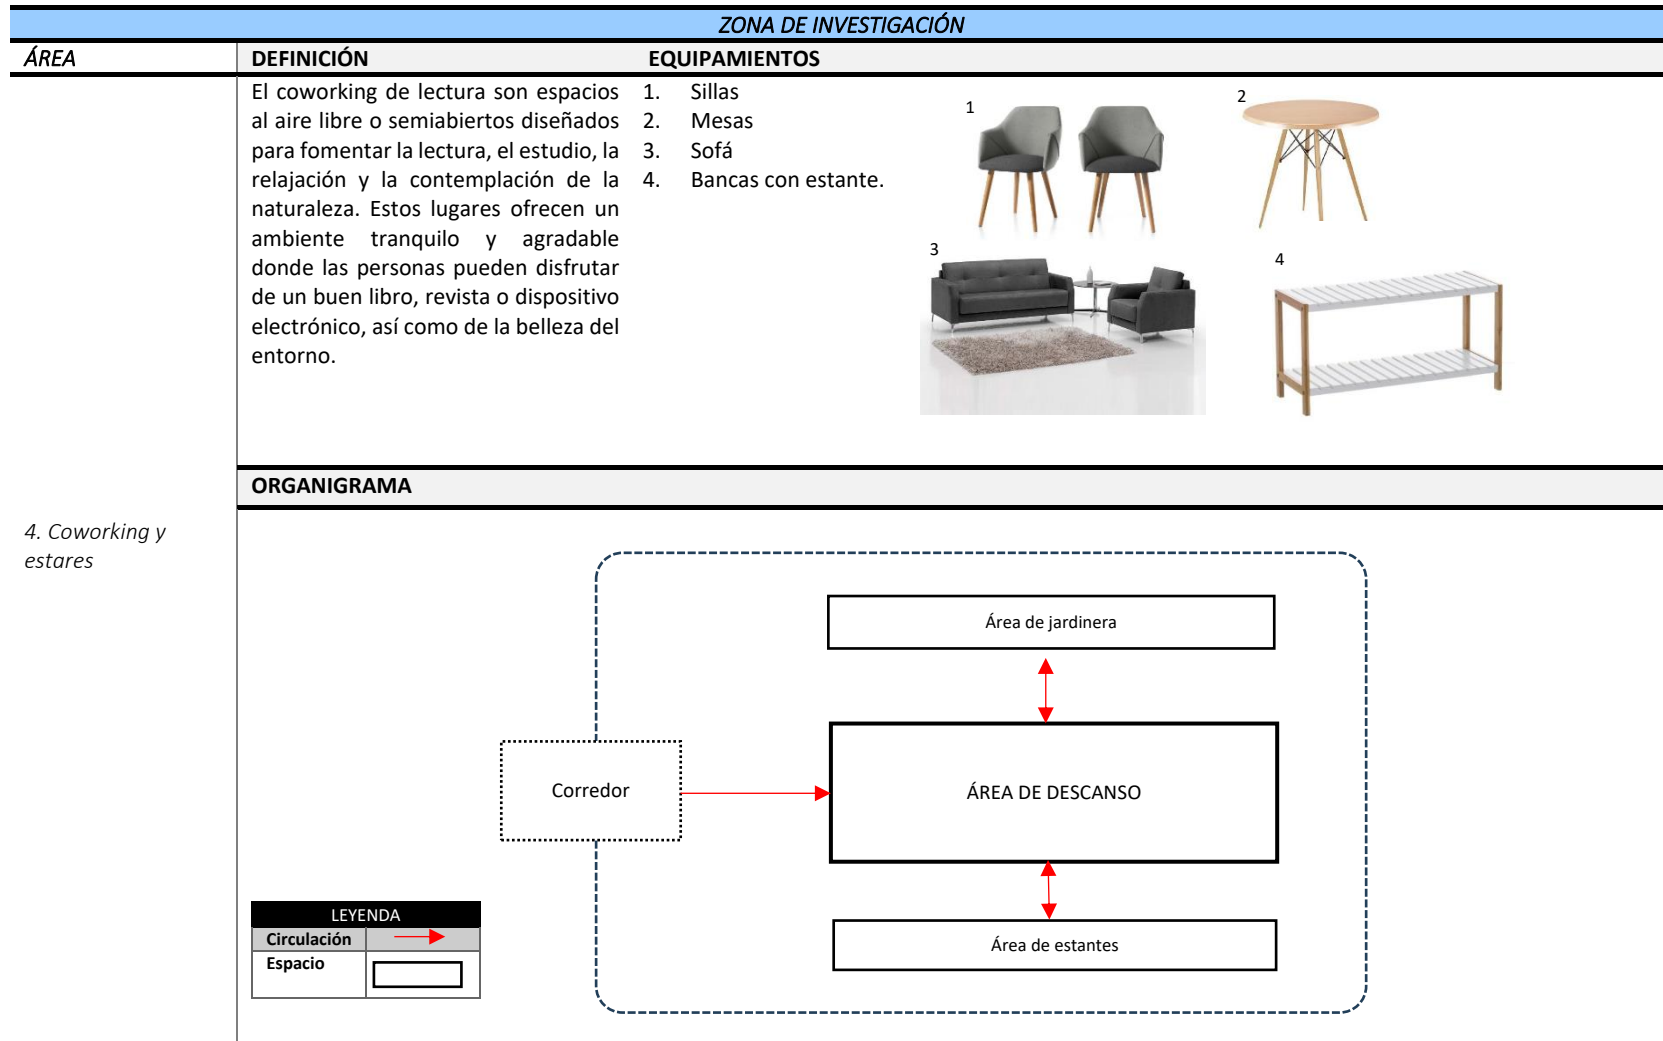 ZONA DE INVESTIGACIÓN
ÁREA
DEFINICIÓN
EQUIPAMIENTOS
El coworking de lectura son espacios
al aire libre o semiabiertos diseñados
para fomentar la lectura, el estudio, la
relajación y la contemplación de la
naturaleza. Estos lugares ofrecen un
ambiente tranquilo y agradable
donde las personas pueden disfrutar
de un buen libro, revista o dispositivo
electrónico, así como de la belleza del
entorno.
1. Sillas
2. Mesas
3. Sofá
4. Bancas con estante.
1
2
3
4
ORGANIGRAMA
4. Coworking y
estares
Área de jardinera
Corredor
ÁREA DE DESCANSO
Área de estantes
LEYENDA
Circulación
Espacio